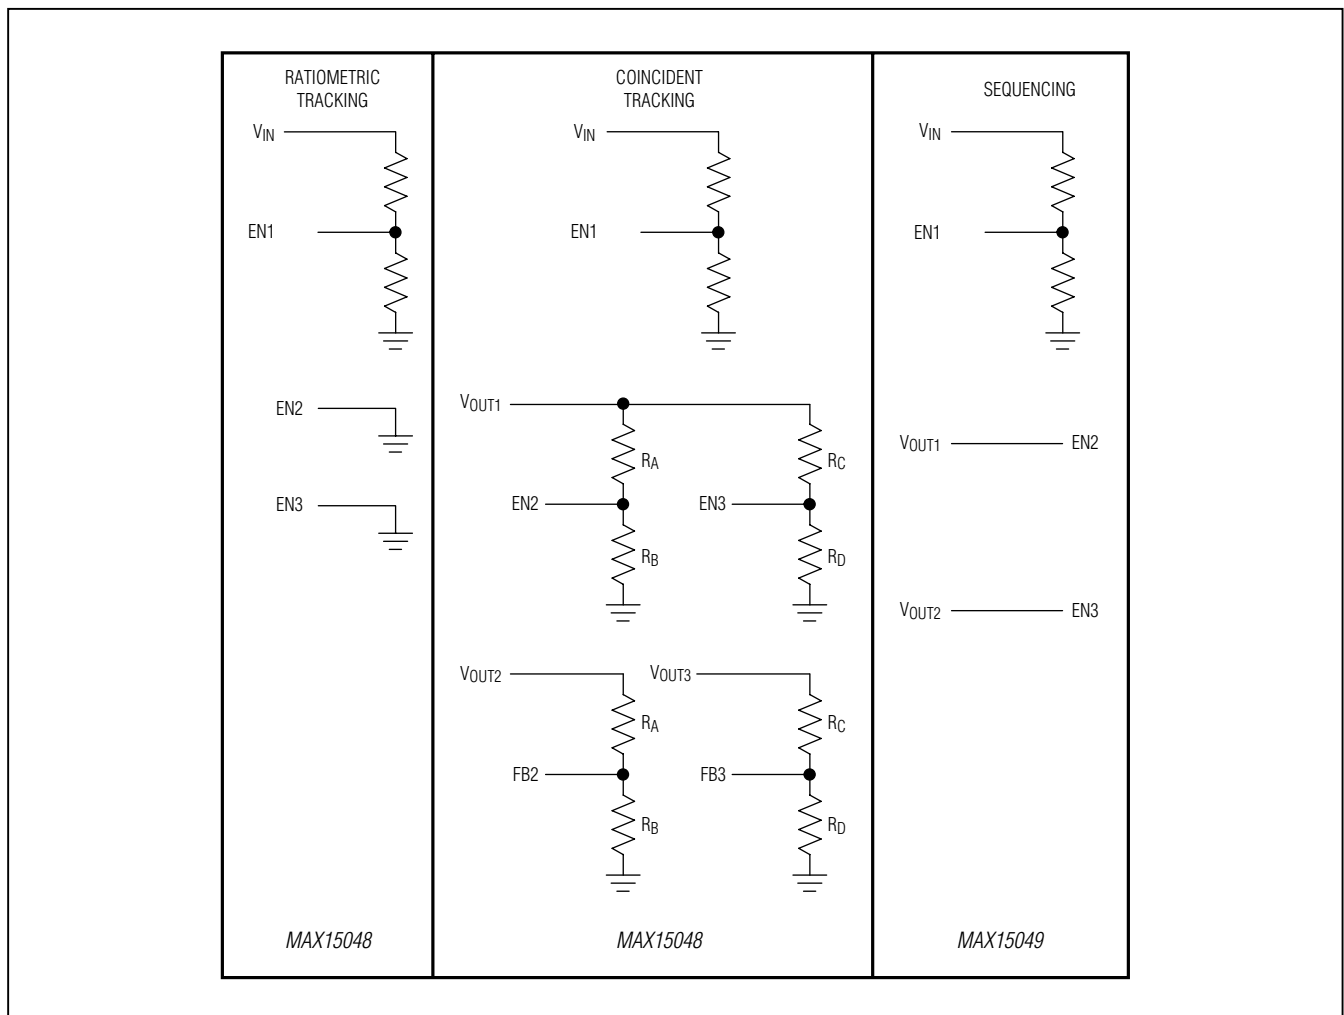 RATIOMETRIC
TRACKING
VIN
EN1
EN2
EN3
MAX15048
COINCIDENT
TRACKING
VIN
EN1
VOUT1
RA
RC
EN2
EN3
RB
RD
VOUT2
VOUT3
RA
RC
FB2
FB3
RB
RD
MAX15048
SEQUENCING
VIN
EN1
VOUT1
EN2
VOUT2
EN3
MAX15049